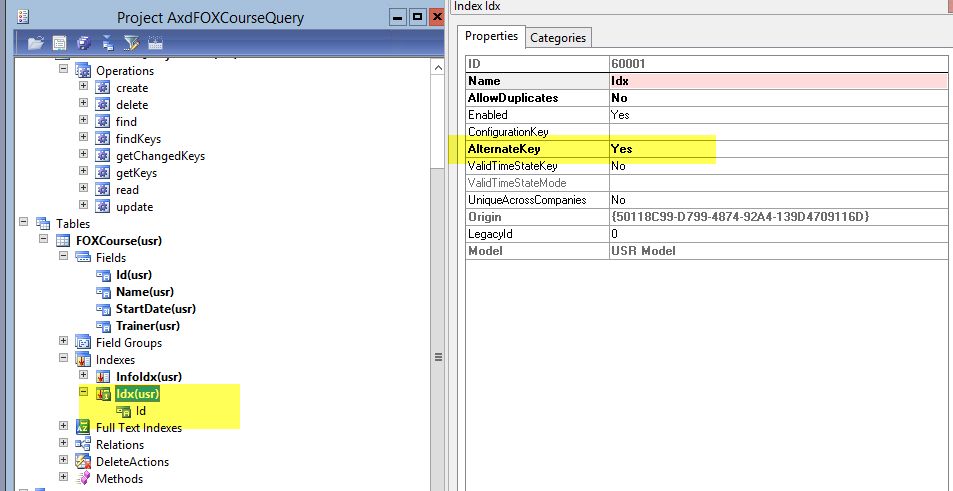 Project AxdFOXCourseQuery
Operations
create
delete
find
findKeys
getChangedKeys
getKeys
read
update
Tables
FOXCourse(usr)
Fields
Id(usr)
Name(usr)
StartDate(usr)
Trainer(usr)
Field Groups
Indexes
InfoIdx(usr)
Idx(usr)
Id
Full Text Indexes
Relations
DeleteActions
Methods
Index Idx
Properties Categories
ID 60001
Name Idx
AllowDuplicates No
Enabled Yes
ConfigurationKey
AlternateKey Yes
ValidTimeStateKey No
ValidTimeStateMode
UniqueAcrossCompanies No
Origin {50118C99-D799-4874-92A4-139D4709116D}
LegacyId 0
Model USR Model